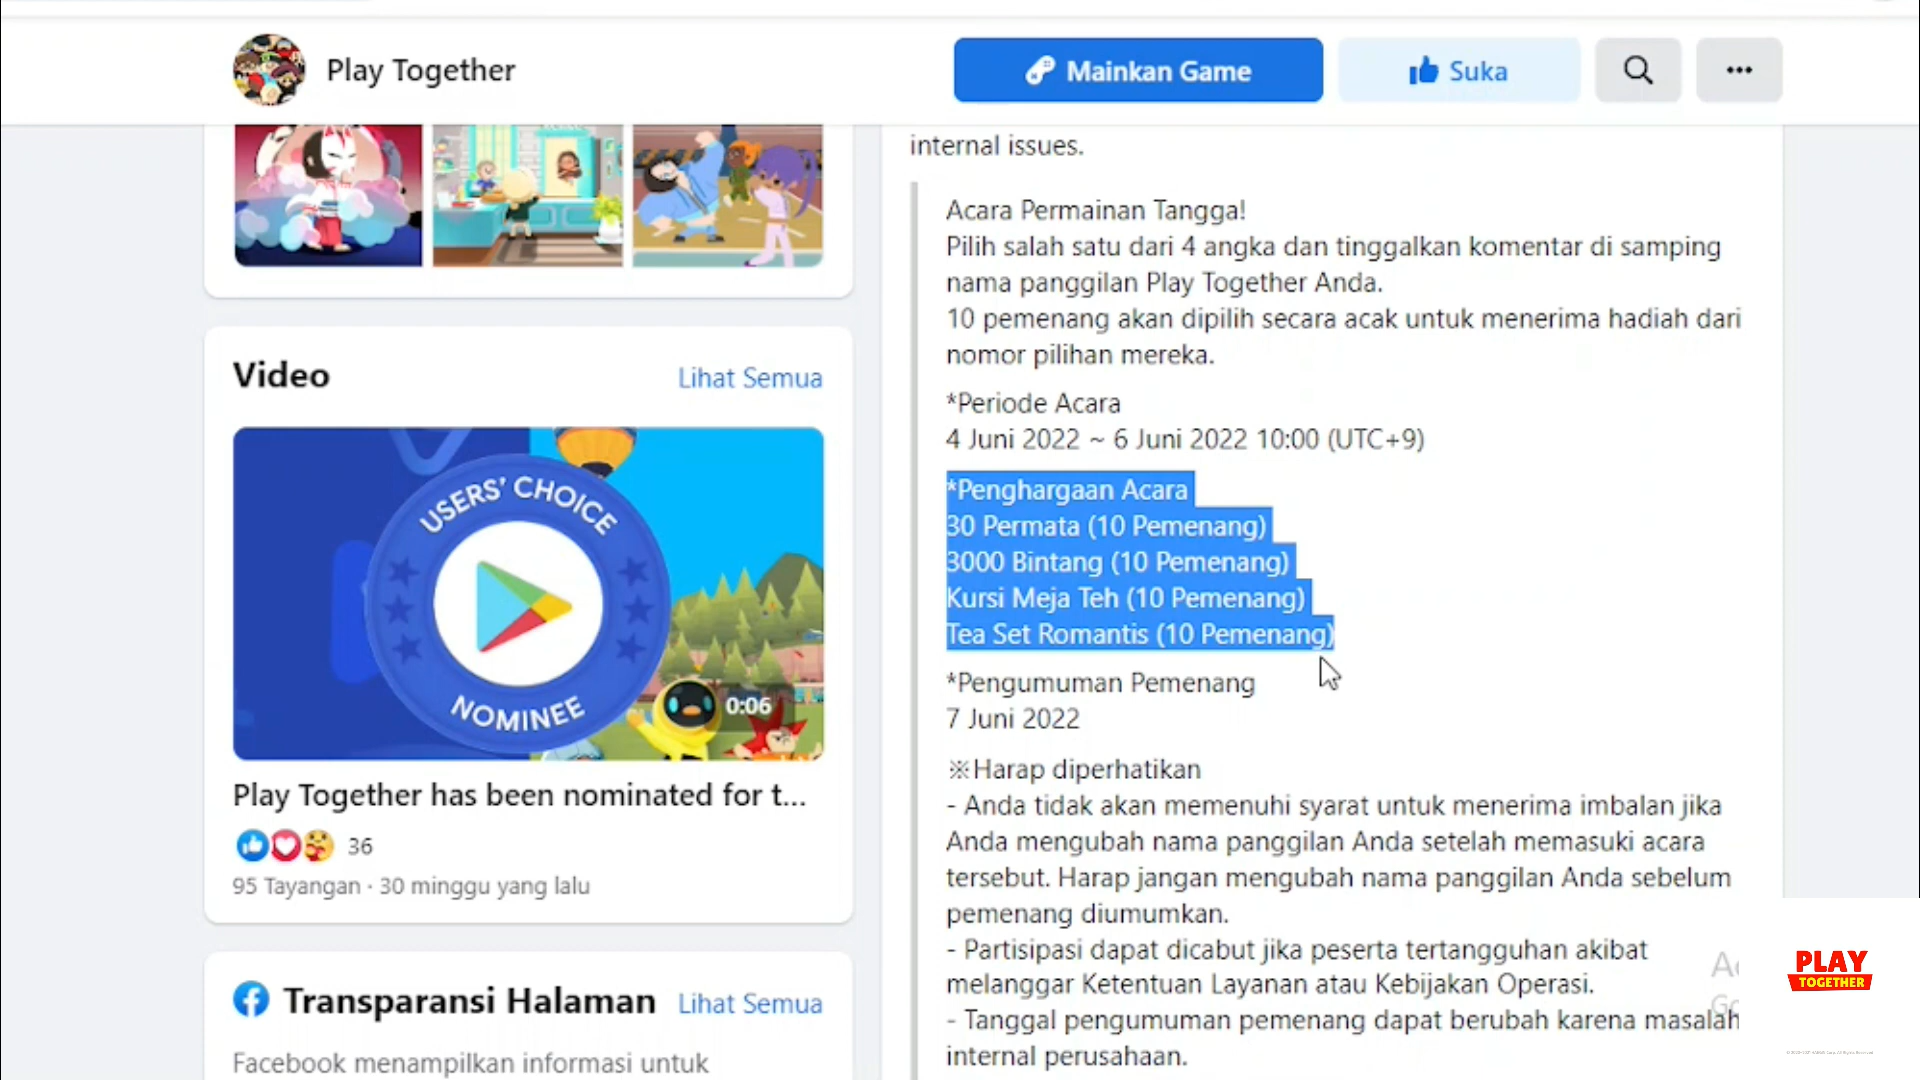 Play Together
Mainkan Game
Suka
internal issues.
Acara Permainan Tangga!
Pilih salah satu dari 4 angka dan tinggalkan komentar di samping
nama panggilan Play Together Anda.
10 pemenang akan dipilih secara acak untuk menerima hadiah dari
nomor pilihan mereka.
*Periode Acara
4 Juni 2022 ~ 6 Juni 2022 10:00 (UTC+9)
*Penghargaan Acara
30 Permata (10 Pemenang)
3000 Bintang (10 Pemenang)
Kursi Meja Teh (10 Pemenang)
Tea Set Romantis (10 Pemenang)
*Pengumuman Pemenang
7 Juni 2022
※Harap diperhatikan
- Anda tidak akan memenuhi syarat untuk menerima imbalan jika
Anda mengubah nama panggilan Anda setelah memasuki acara
tersebut. Harap jangan mengubah nama panggilan Anda sebelum
pemenang diumumkan.
- Partisipasi dapat dicabut jika peserta tertangguhan akibat
melanggar Ketentuan Layanan atau Kebijakan Operasi.
- Tanggal pengumuman pemenang dapat berubah karena masalah
internal perusahaan.
Video
Lihat Semua
USERS' CHOICE
NOMINEE
0:06
Play Together has been nominated for t...
36
95 Tayangan · 30 minggu yang lalu
Transparansi Halaman
Lihat Semua
Facebook menampilkan informasi untuk
PLAY
TOGETHER